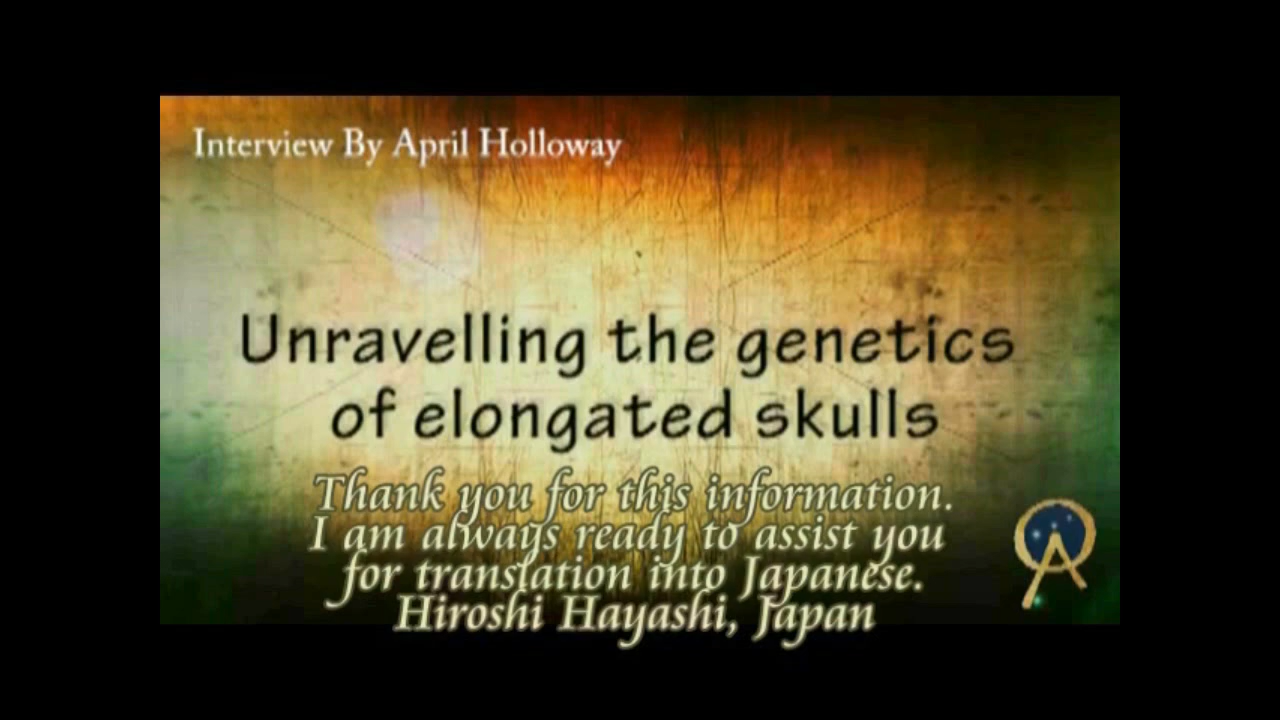 Interview By April Holloway
Unravelling the genetics
of elongated skulls
Thank you for this information.
I am always ready to assist you
for translation into Japanese.
Hiroshi Hayashi, Japan